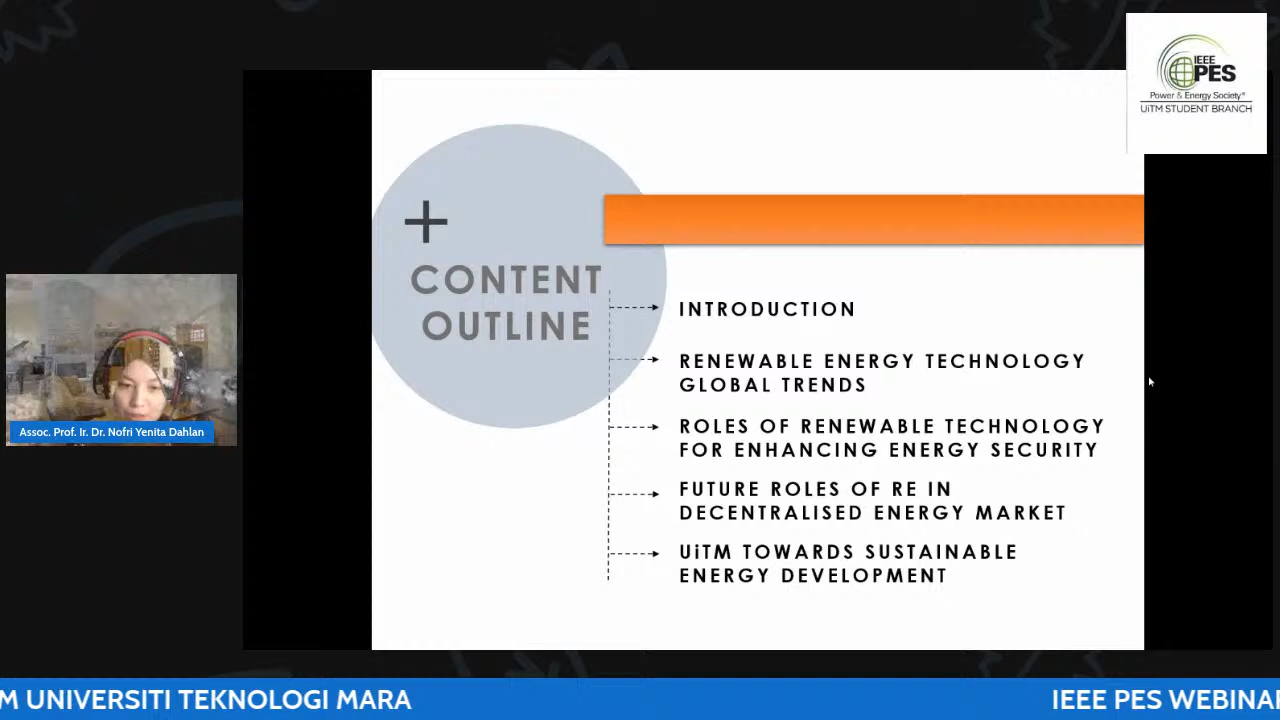 IEEE
PES
Power & Energy Society®
UiTM STUDENT BRANCH
+
CONTENT
OUTLINE
INTRODUCTION
RENEWABLE ENERGY TECHNOLOGY
GLOBAL TRENDS
ROLES OF RENEWABLE TECHNOLOGY
FOR ENHANCING ENERGY SECURITY
FUTURE ROLES OF RE IN
DECENTRALISED ENERGY MARKET
UiTM TOWARDS SUSTAINABLE
ENERGY DEVELOPMENT
Assoc. Prof. Ir. Dr. Nofri Yenita Dahlan
M UNIVERSITI TEKNOLOGI MARA
IEEE PES WEBINAR